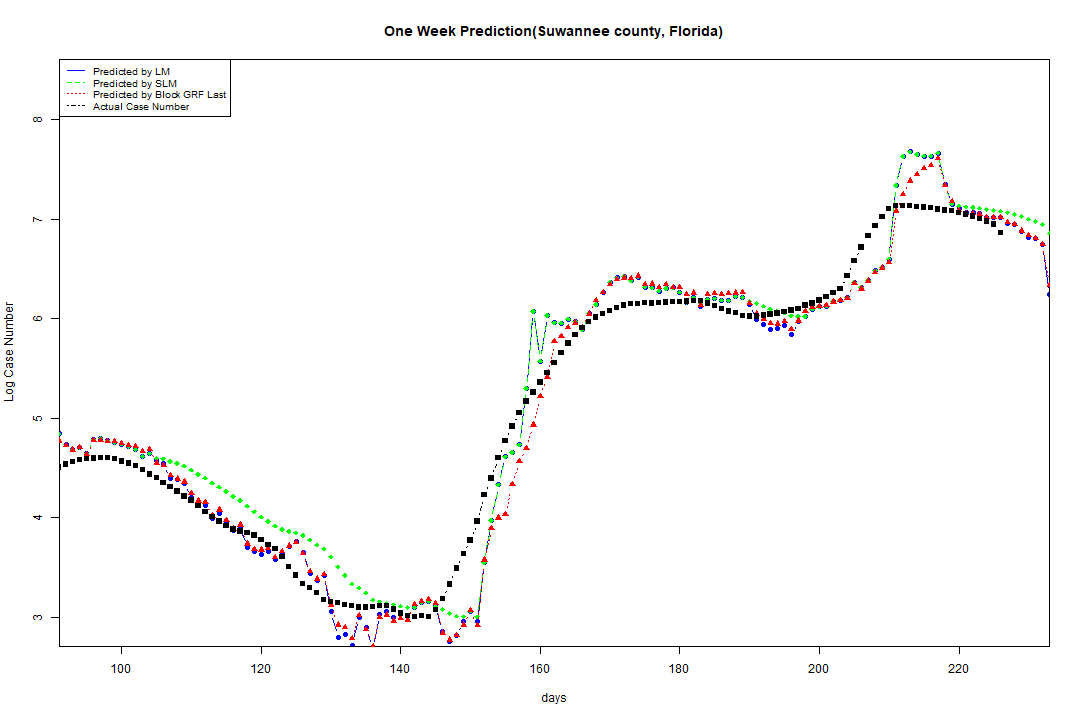 One Week Prediction(Suwannee county, Florida)
Predicted by LM
Predicted by SLM
Predicted by Block GRF Last
Actual Case Number
8
7
6
5
4
3
Log Case Number
100 120 140 160 180 200 220
days